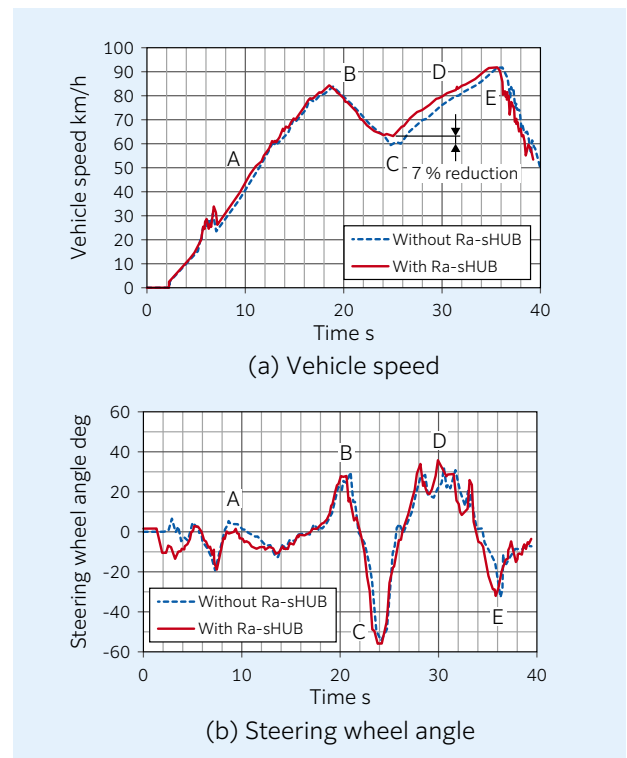 100
90
80
70
60
50
40
30
20
10
0
Vehicle speed km/h
A
B
C
D
E
7 % reduction
Without Ra-sHUB
With Ra-sHUB
0 10 20 30 40
Time s
(a) Vehicle speed
60
40
20
0
-20
-40
-60
Steering wheel angle deg
A
B
C
D
E
Without Ra-sHUB
With Ra-sHUB
0 10 20 30 40
Time s
(b) Steering wheel angle